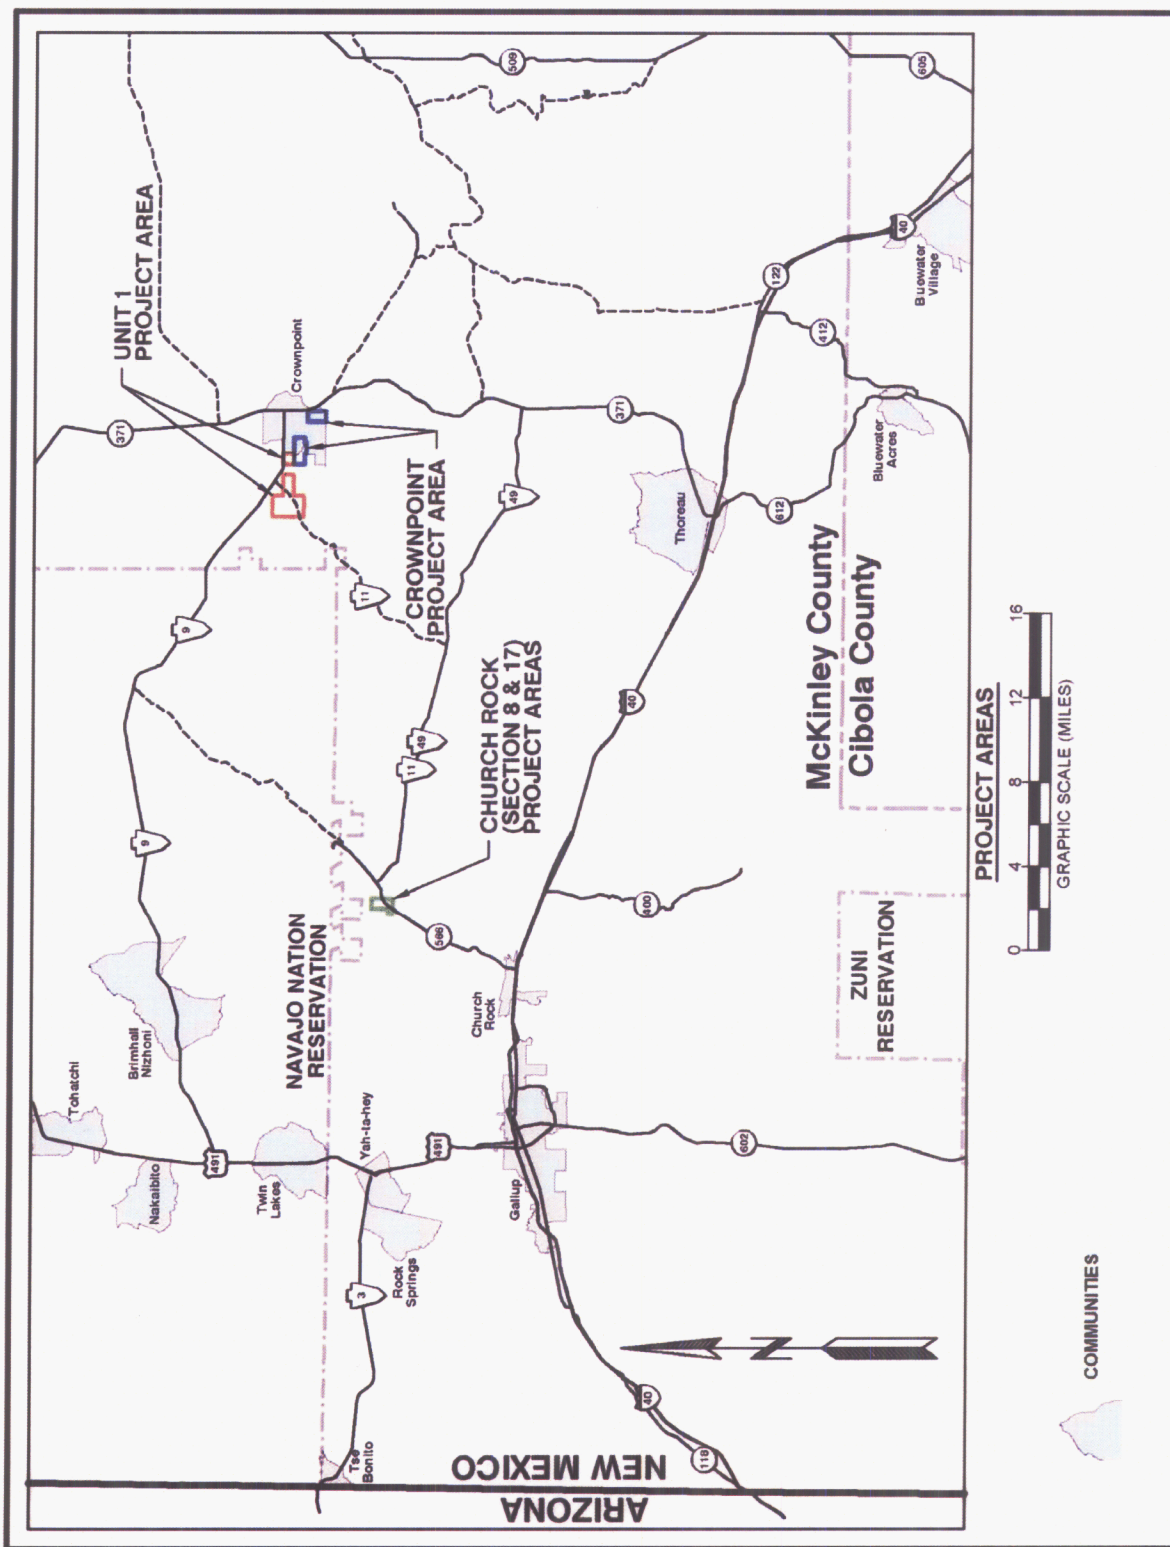 509
605
UNIT 1
PROJECT AREA
371
Crownpoint
40
Buewater
Village
122
412
371
Bluewater
Acres
CROWNPOINT
PROJECT AREA
49
Thoreau
612
9
11
McKinley County
Cibola County
49
11
CHURCH ROCK
(SECTION 8 & 17)
PROJECT AREAS
40
9
NAVAJO NATION
RESERVATION
566
400
Church
Rock
ZUNI
RESERVATION
Brimhall
Nizhoni
Tohatchi
Nakaibito
491
Twin
Lakes
Yah-ta-hey
491
602
Gallup
Rock
Springs
3
Tse
Bonito
N
40
118
NEW MEXICO
ARIZONA
PROJECT AREAS
0 4 8 12 16
GRAPHIC SCALE (MILES)
COMMUNITIES